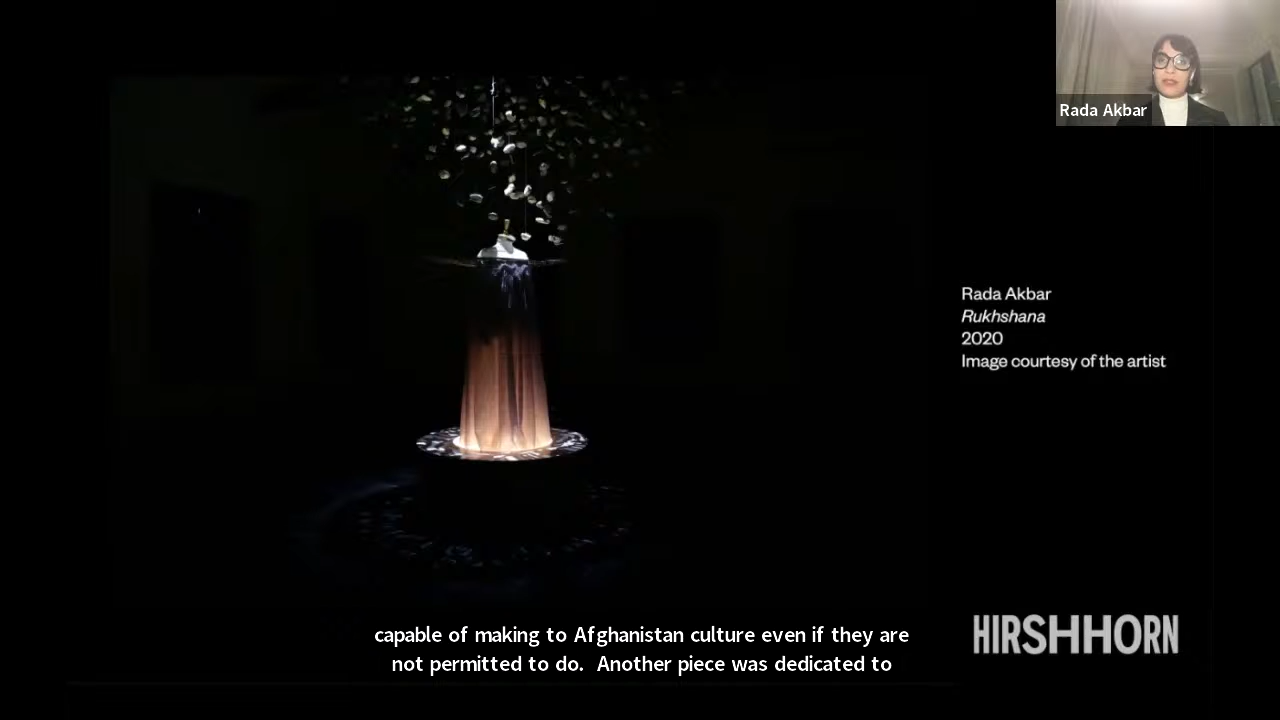 Rada Akbar
Rada Akbar
Rukhshana
2020
Image courtesy of the artist
capable of making to Afghanistan culture even if they are
not permitted to do.  Another piece was dedicated to
HIRSHHORN